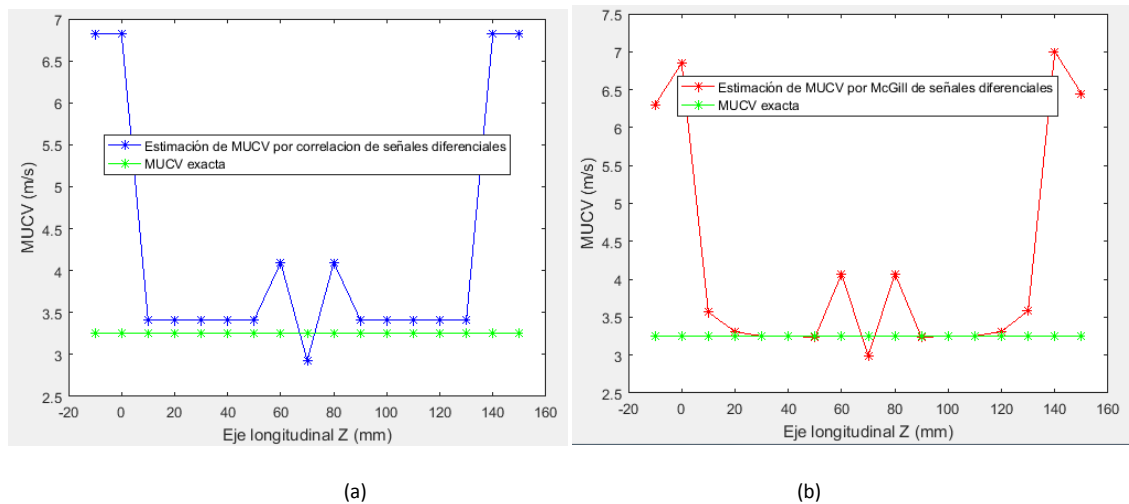 7
6.5
6
5.5
5
4.5
4
3.5
3
2.5
MUCV (m/s)
Estimación de MUCV por correlacion de señales diferenciales
MUCV exacta
-20 0 20 40 60 80 100 120 140 160
Eje longitudinal Z (mm)
(a)
7.5
7
6.5
6
5.5
5
4.5
4
3.5
3
2.5
MUCV (m/s)
Estimación de MUCV por McGill de señales diferenciales
MUCV exacta
-20 0 20 40 60 80 100 120 140 160
Eje longitudinal Z (mm)
(b)